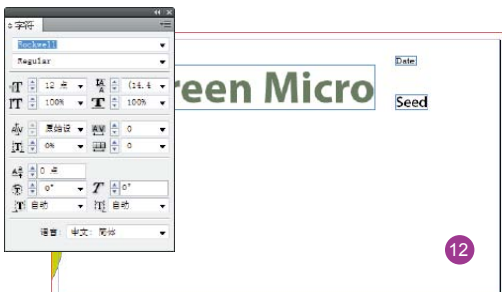 字符
Rockwell
Regular
12 点 (14.4
100% 100%
原始设 0
0% 0
0 点
0° 0°
自动 自动
语言: 中文: 简体
reen Micro
Date
Seed
12